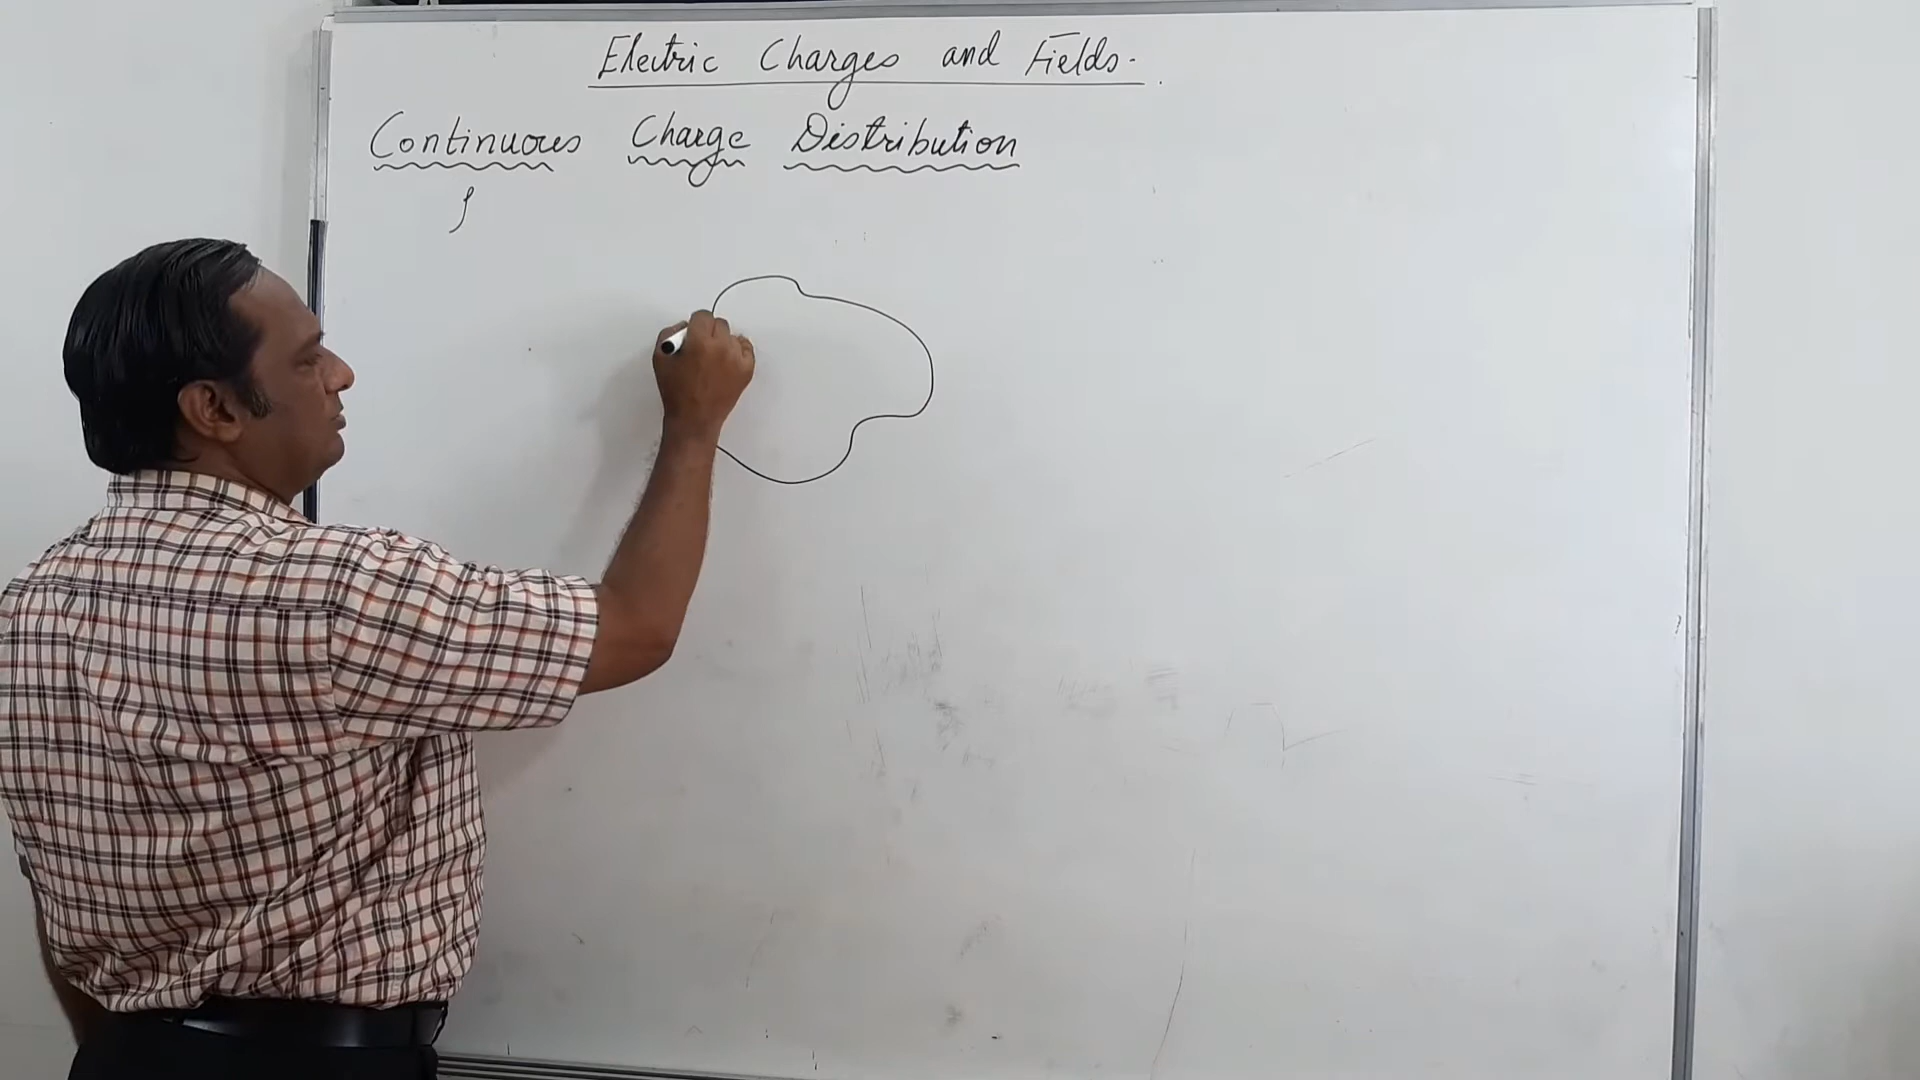 Electric Charges and Fields.
Continuous Charge Distribution
ρ